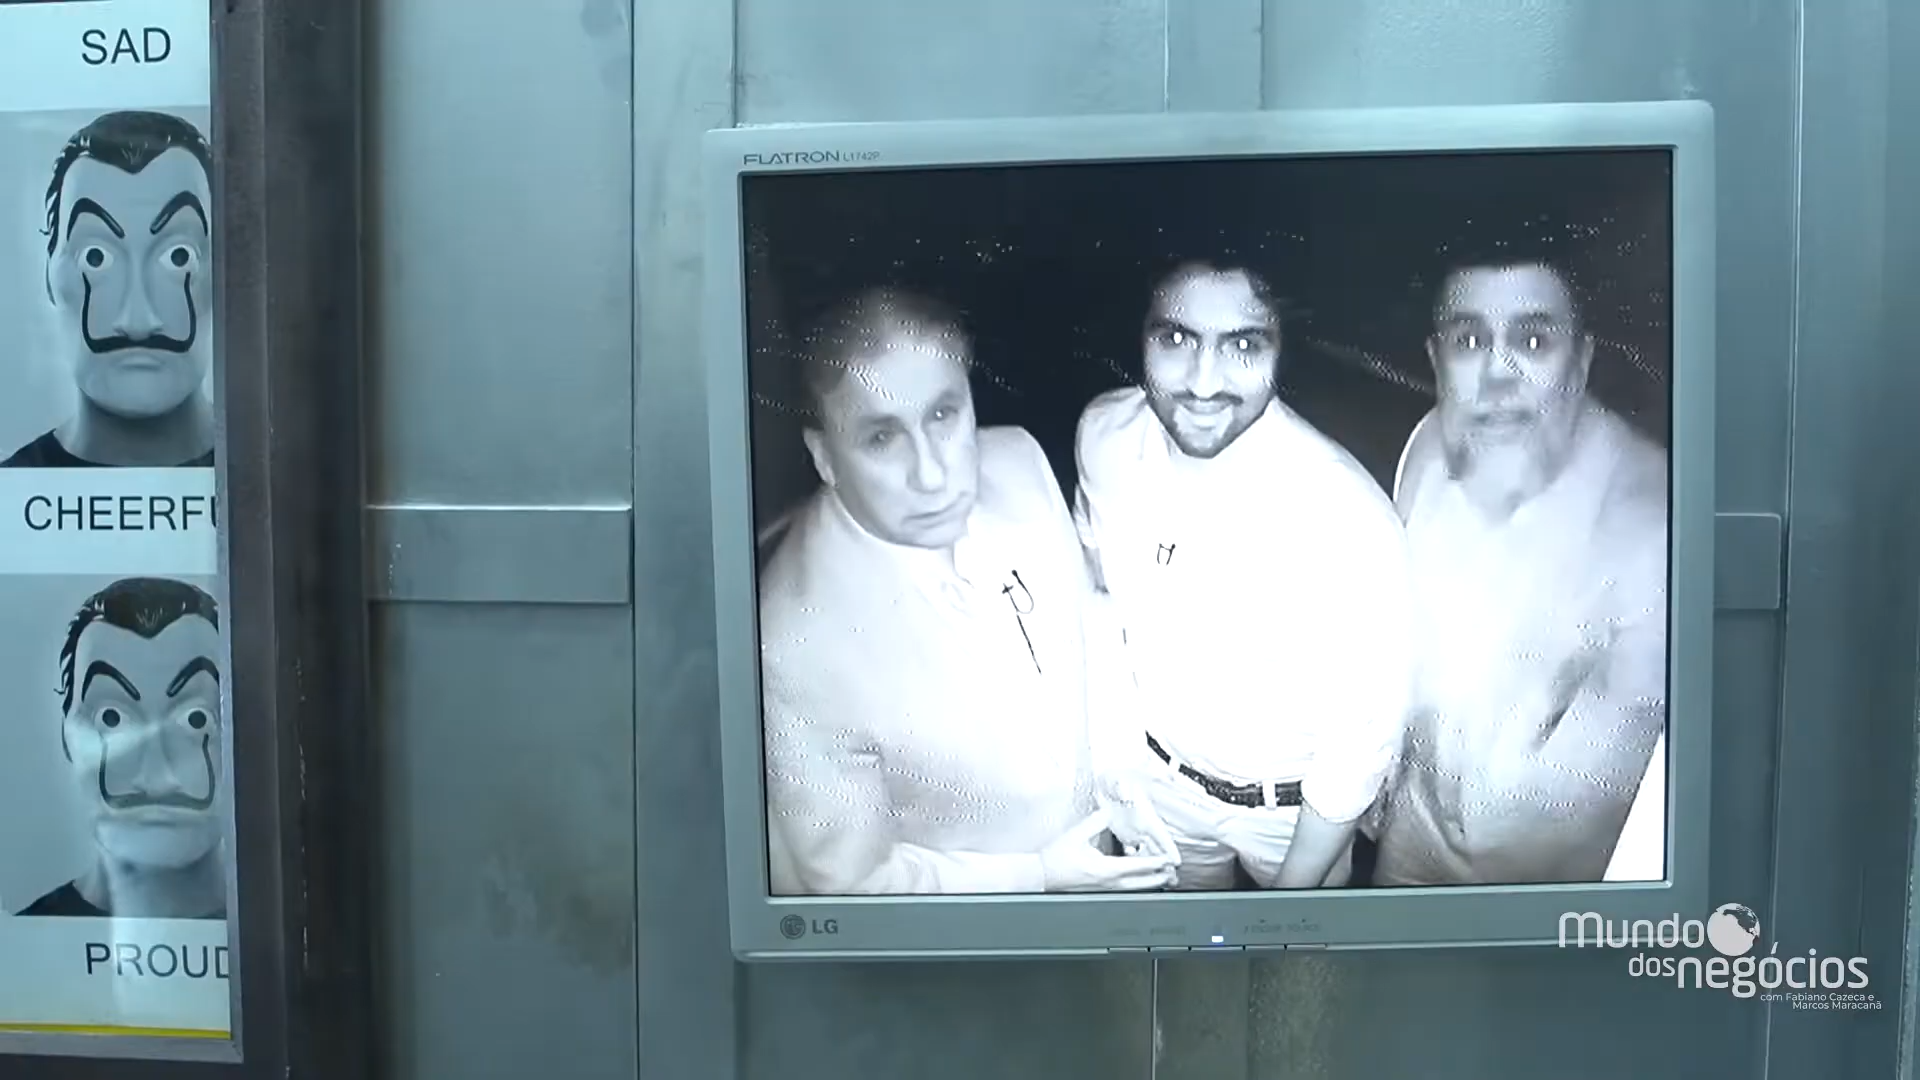 SAD
CHEERFU
PROUD
FLATRON L1742P
LG
Mundo
dos negócios
com Fabiano Cazeca e
Marcos Maracanã